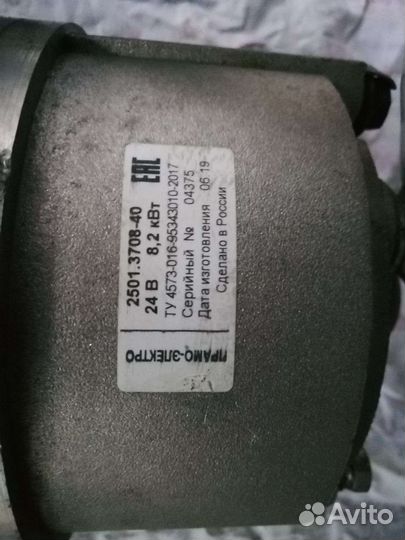 ПРАМО-ЭЛЕКТРО
EAC
2501.3708-40
24 В 8,2 кВт
ТУ 4573-016-95343010-2017
Серийный № 04375
Дата изготовления 06 19
Сделано в России
Avito